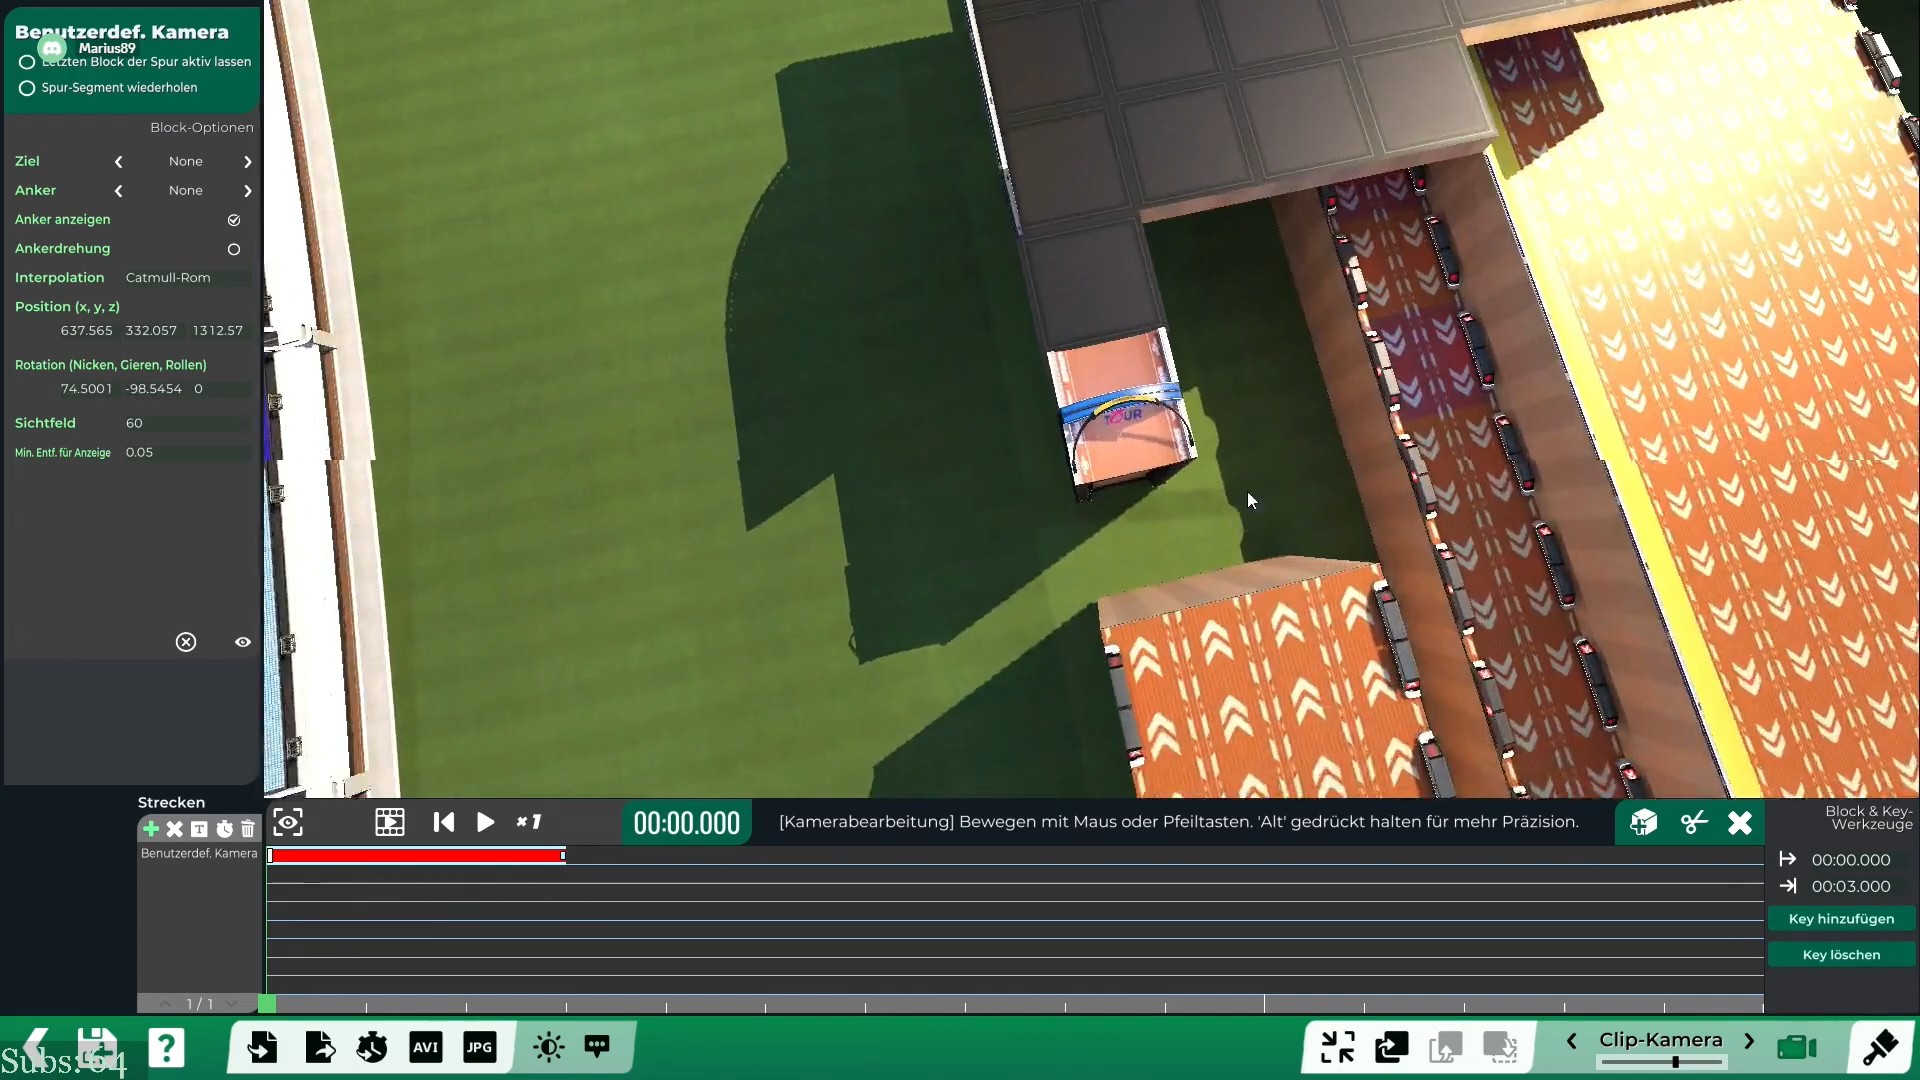 Benutzerdef. Kamera
Marius89
Letzten Block der Spur aktiv lassen
Spur-Segment wiederholen
Block-Optionen
Ziel None
Anker None
Anker anzeigen
Ankerdrehung
Interpolation Catmull-Rom
Position (x, y, z)
637.565 332.057 1312.57
Rotation (Nicken, Gieren, Rollen)
74.5001 -98.5454 0
Sichtfeld 60
Min. Entf. für Anzeige 0.05
TOUR
Strecken
×1
00:00.000
[Kamerabearbeitung] Bewegen mit Maus oder Pfeiltasten. 'Alt' gedrückt halten für mehr Präzision.
Block & Key-
Werkzeuge
Benutzerdef. Kamera
00:00.000
00:03.000
Key hinzufügen
Key löschen
1 / 1
Subs: 64
?
AVI
JPG
Clip-Kamera